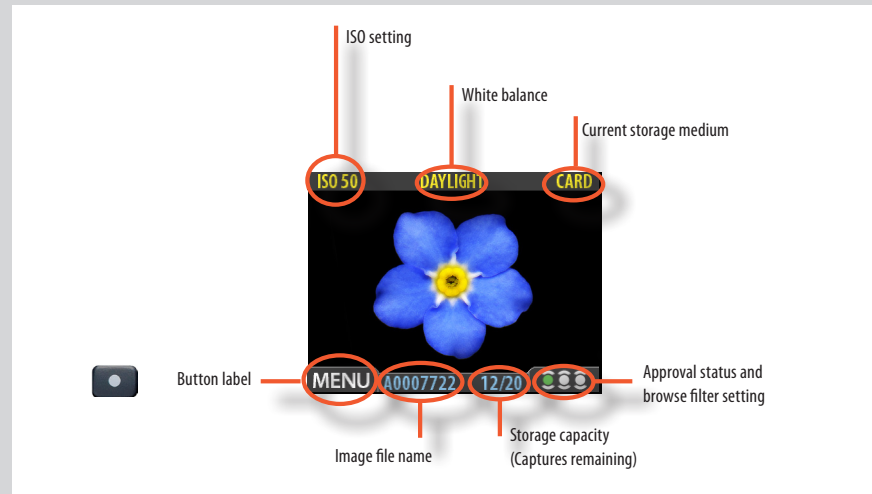 ISO setting
White balance
Current storage medium
ISO 50
DAYLIGHT
CARD
Button label
MENU
A0007722
12/20
Approval status and
browse filter setting
Image file name
Storage capacity
(Captures remaining)